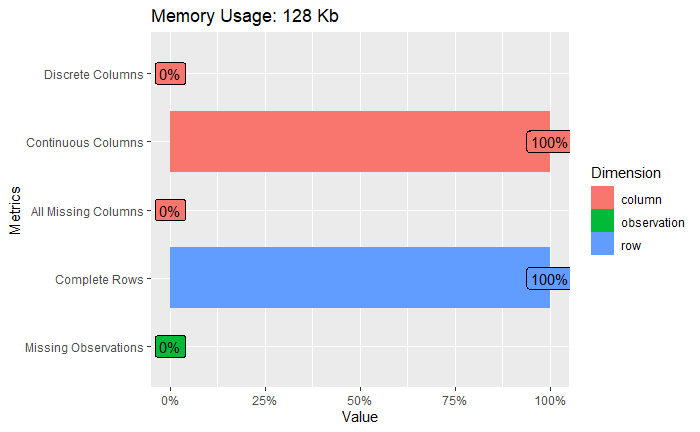 Memory Usage: 128 Kb
Metrics
Discrete Columns
0%
Continuous Columns
100%
All Missing Columns
0%
Complete Rows
100%
Missing Observations
0%
0%
25%
50%
75%
100%
Value
Dimension
column
observation
row